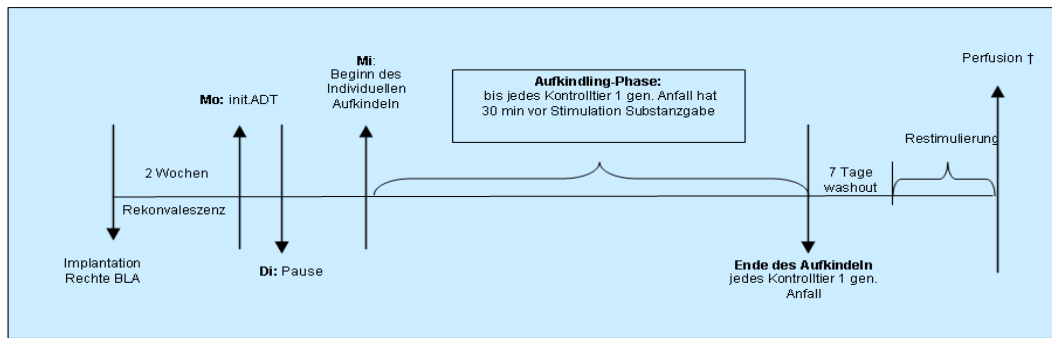 Perfusion †
Mi:
Beginn des
Individuellen
Aufkindeln
Aufkindling-Phase:
bis jedes Kontrolltier 1 gen. Anfall hat
30 min vor Stimulation Substanzgabe
Mo: init.ADT
Restimulierung
2 Wochen
7 Tage
washout
Rekonvaleszenz
Implantation
Rechte BLA
Di: Pause
Ende des Aufkindeln
jedes Kontrolltier 1 gen.
Anfall